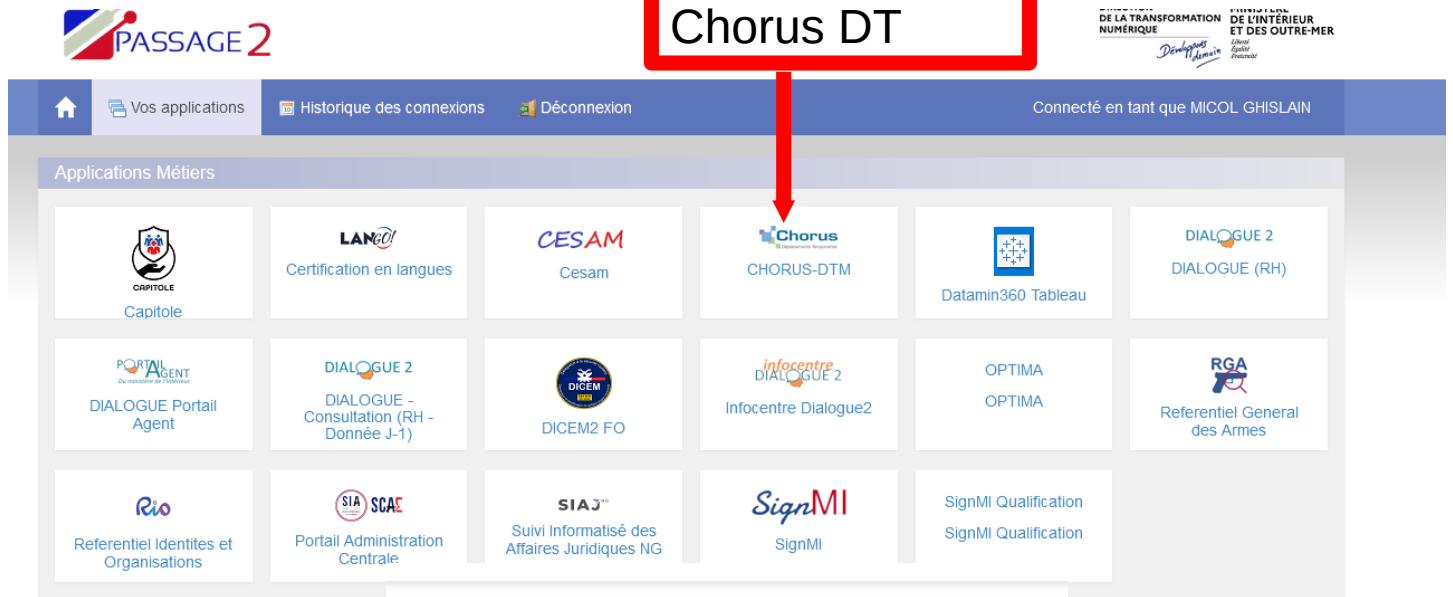 PASSAGE 2
Chorus DT
DE LA TRANSFORMATION
NUMÉRIQUE
Développons
demain
MINISTÈRE
DE L'INTÉRIEUR
ET DES OUTRE-MER
Liberté
Égalité
Fraternité
Vos applications
Historique des connexions
Déconnexion
Connecté en tant que MICOL GHISLAIN
Applications Métiers
CAPITOLE
Capitole
LANGO!
Certification en langues
CESAM
Cesam
Chorus
Déplacements Temporaires
CHORUS-DTM
Datamin360 Tableau
DIALOGUE 2
DIALOGUE (RH)
PORTAIL AGENT
Du ministère de l'Intérieur
DIALOGUE Portail
Agent
DIALOGUE 2
DIALOGUE -
Consultation (RH -
Donnée J-1)
DICEM
DICEM2 FO
infocentre
DIALOGUE 2
Infocentre Dialogue2
OPTIMA
OPTIMA
RGA
Referentiel General
des Armes
Rio
Referentiel Identites et
Organisations
SIA SCAE
Portail Administration
Centrale
SIAJ NG
Suivi Informatisé des
Affaires Juridiques NG
SignMI
SignMI
SignMI Qualification
SignMI Qualification